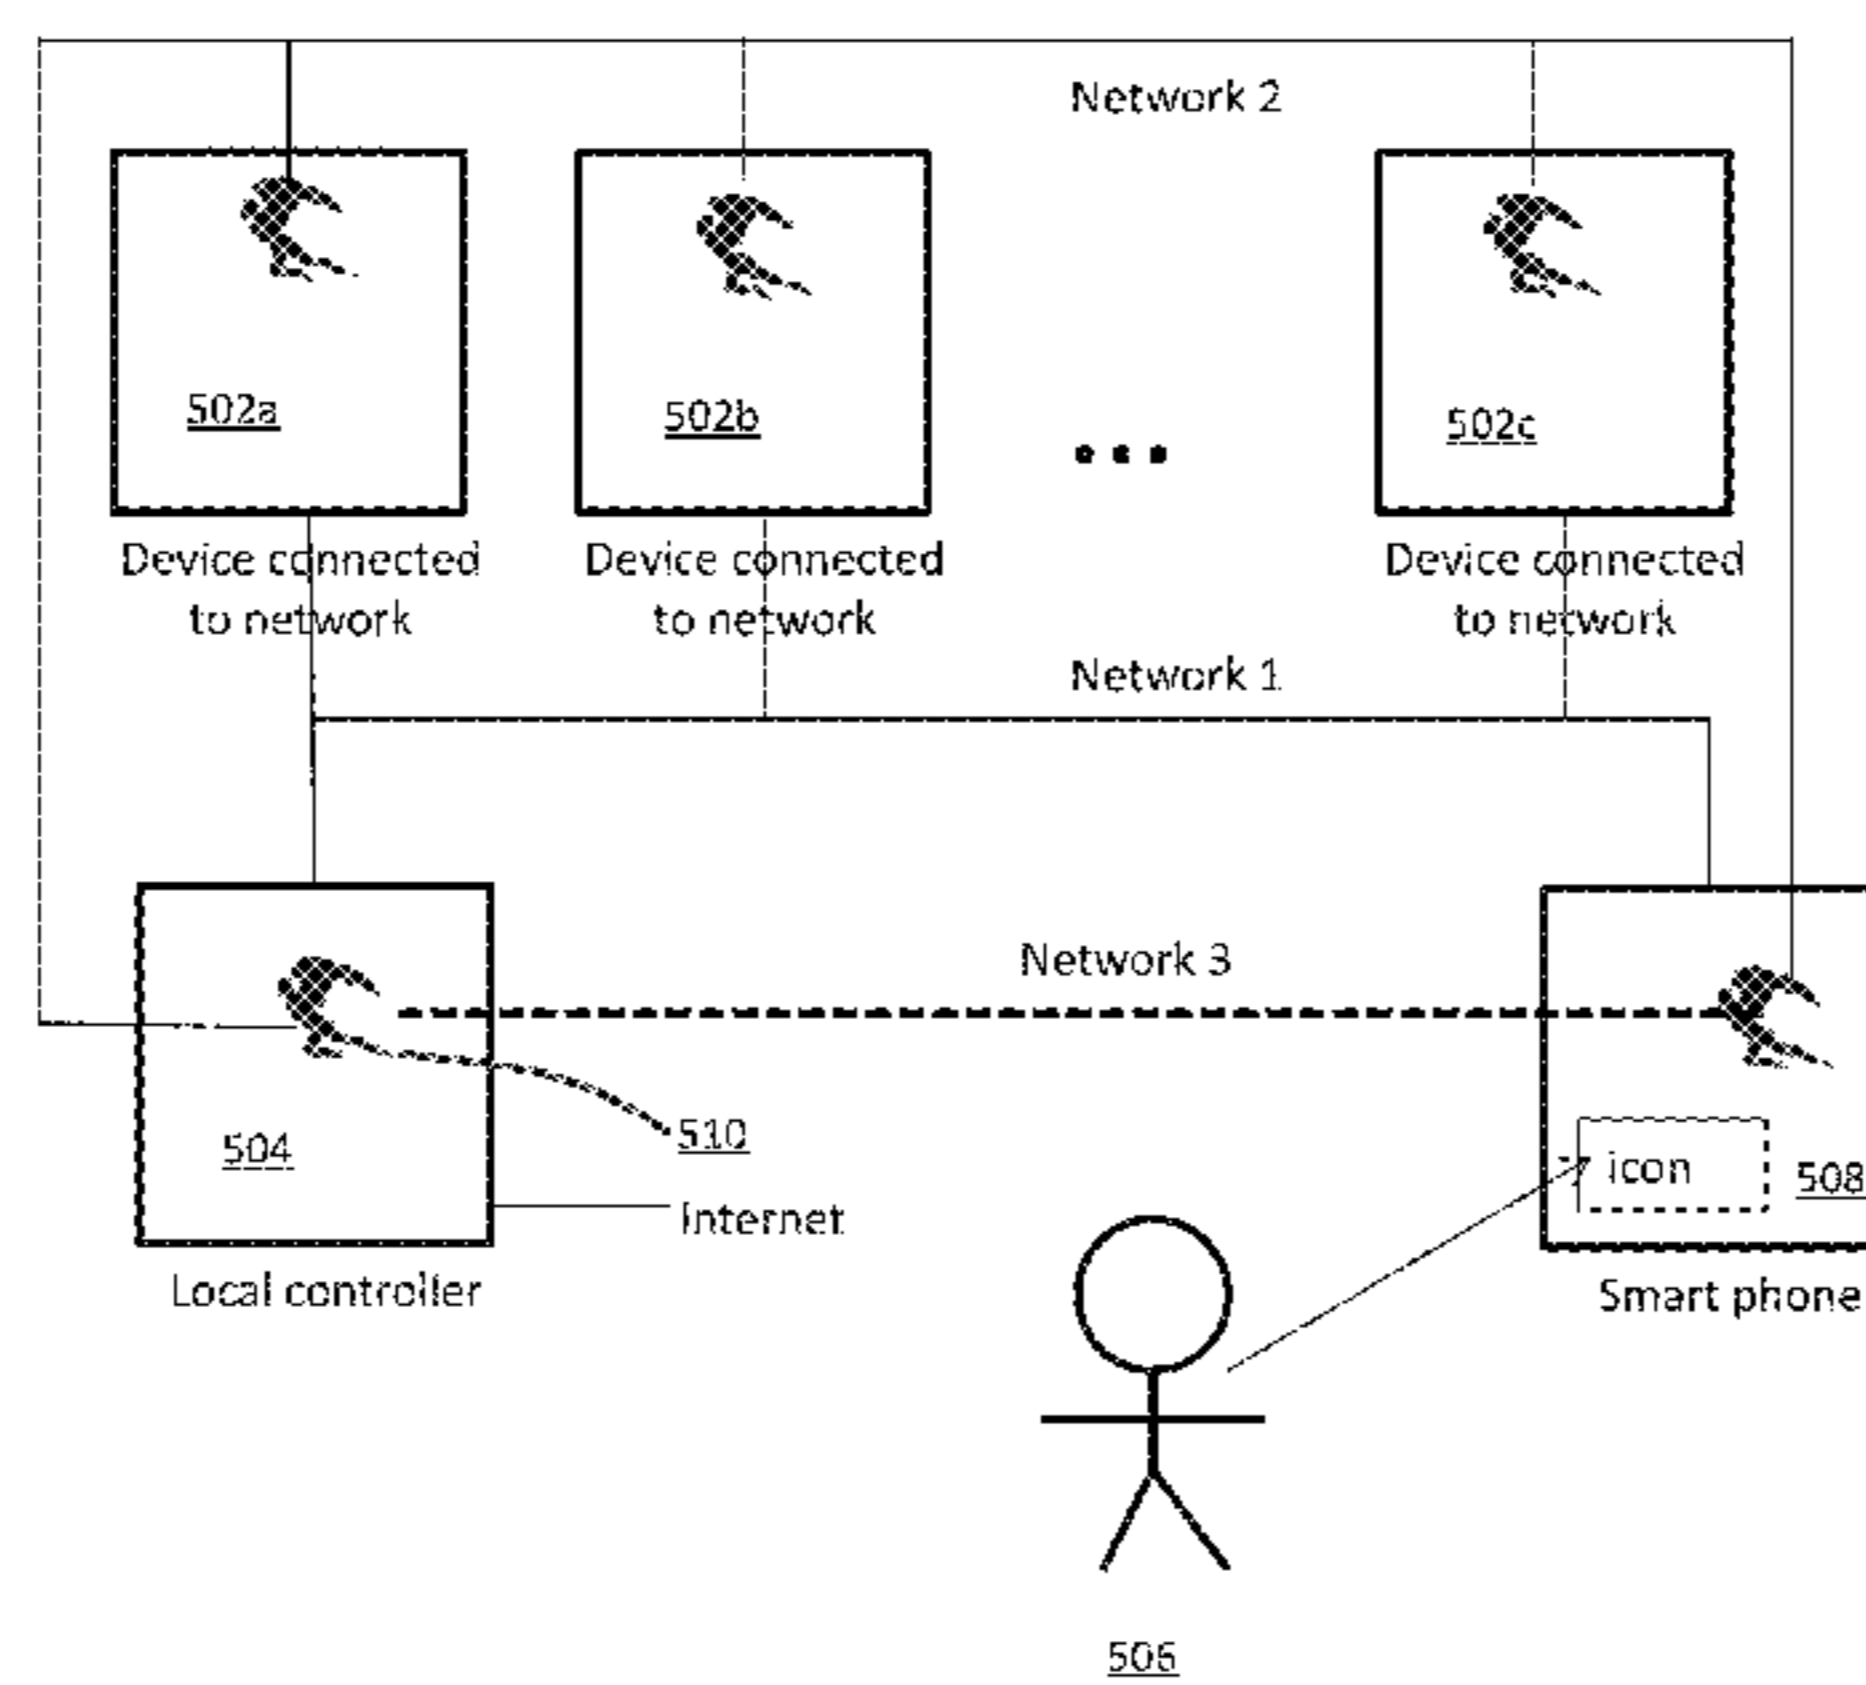 Network 2
502a
502b
502c
Device connected
to network
Device connected
to network
Device connected
to network
Network 1
Network 3
510
504
icon
508
Internet
Local controller
Smart phone
506